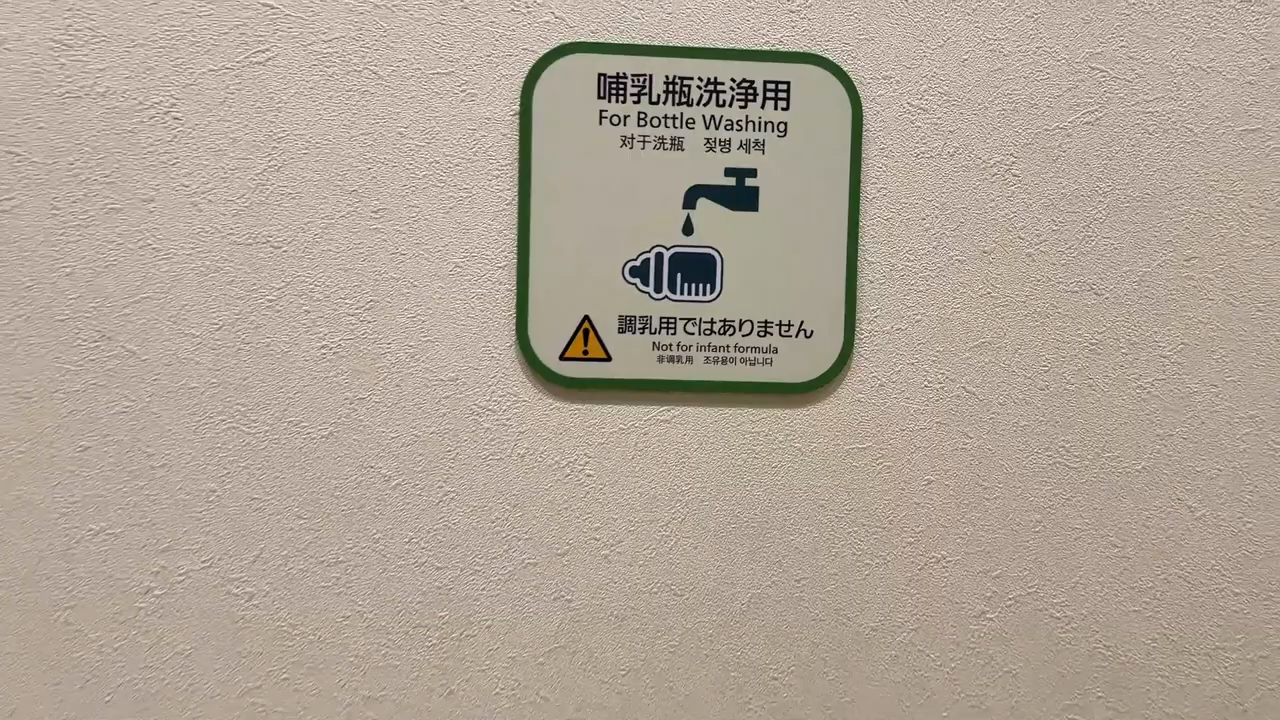 哺乳瓶洗浄用
For Bottle Washing
对于洗瓶 젖병 세척
調乳用ではありません
Not for infant formula
非调乳用 조유용이 아닙니다